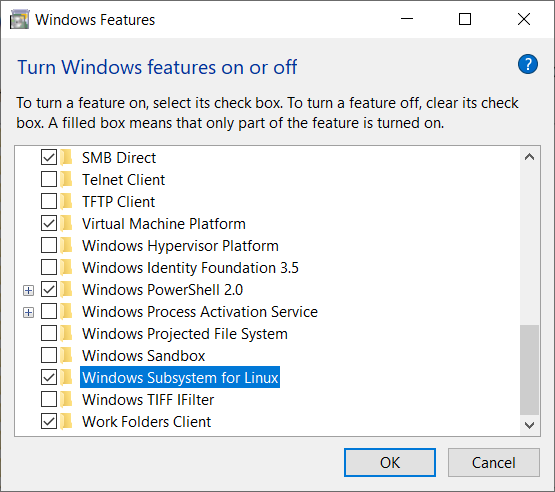 Windows Features
Turn Windows features on or off
?
To turn a feature on, select its check box. To turn a feature off, clear its check
box. A filled box means that only part of the feature is turned on.
SMB Direct
Telnet Client
TFTP Client
Virtual Machine Platform
Windows Hypervisor Platform
Windows Identity Foundation 3.5
Windows PowerShell 2.0
Windows Process Activation Service
Windows Projected File System
Windows Sandbox
Windows Subsystem for Linux
Windows TIFF IFilter
Work Folders Client
OK Cancel